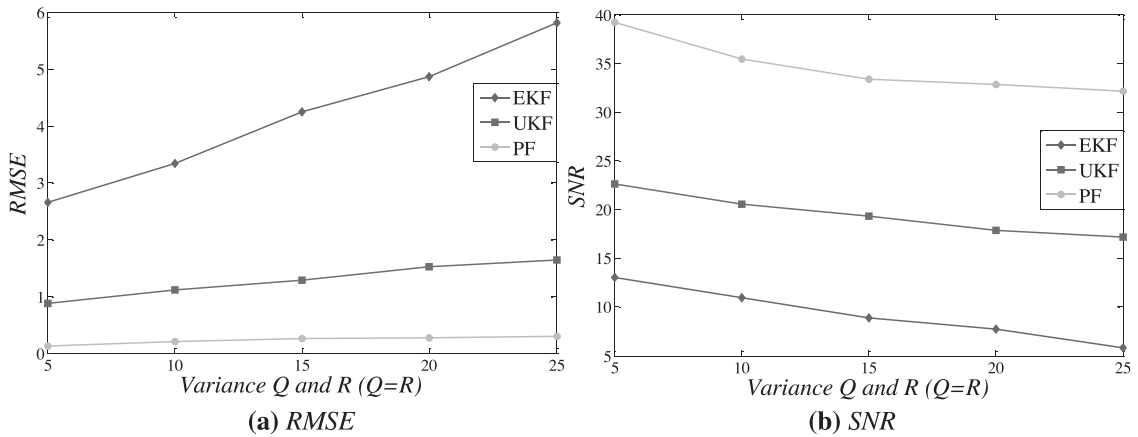 6
5
4
3
2
1
0
RMSE
EKF
UKF
PF
5 10 15 20 25
Variance Q and R (Q=R)
(a) RMSE
40
35
30
25
20
15
10
5
SNR
EKF
UKF
PF
5 10 15 20 25
Variance Q and R (Q=R)
(b) SNR